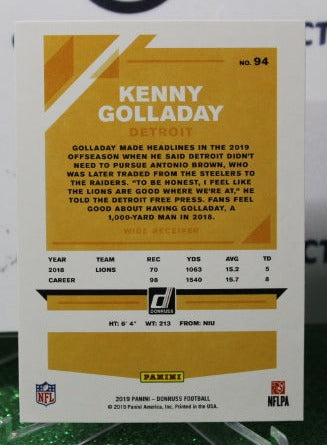 NO. 94
KENNY
GOLLADAY
DETROIT
GOLLADAY MADE HEADLINES IN THE 2019
OFFSEASON WHEN HE SAID DETROIT DIDN'T
NEED TO PURSUE ANTONIO BROWN, WHO
WAS LATER TRADED FROM THE STEELERS TO
THE RAIDERS. "TO BE HONEST, I FEEL LIKE
THE LIONS ARE GOOD WHERE WE'RE AT," HE
TOLD THE DETROIT FREE PRESS. FANS FEEL
GOOD ABOUT HAVING GOLLADAY, A
1,000-YARD MAN IN 2018.
WIDE RECEIVER
YEAR TEAM REC YDS AVG TD
2018 LIONS 70 1063 15.2 5
CAREER 98 1540 15.7 8
DONRUSS
HT: 6' 4" WT: 213 FROM: NIU
PANINI
NFL
2019 PANINI – DONRUSS FOOTBALL
© 2019 Panini America, Inc. Printed in the USA.
NFLPA